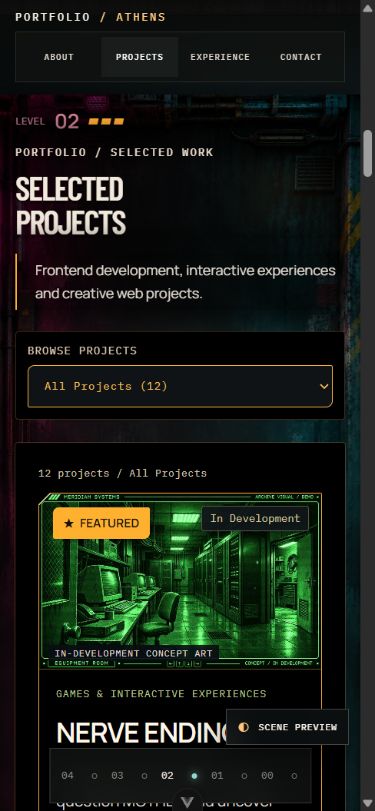 PORTFOLIO / ATHENS
ABOUT PROJECTS EXPERIENCE CONTACT
LEVEL 02
PORTFOLIO / SELECTED WORK
SELECTED
PROJECTS
Frontend development, interactive experiences
and creative web projects.
BROWSE PROJECTS
All Projects (12)
12 projects / All Projects
MERIDIAN SYSTEMS ARCHIVE VISUAL / DEMO
★ FEATURED In Development
IN-DEVELOPMENT CONCEPT ART
EQUIPMENT ROOM CONCEPT / IN DEVELOPMENT
GAMES & INTERACTIVE EXPERIENCES
NERVE ENDING
SCENE PREVIEW
04 03 02 01 00